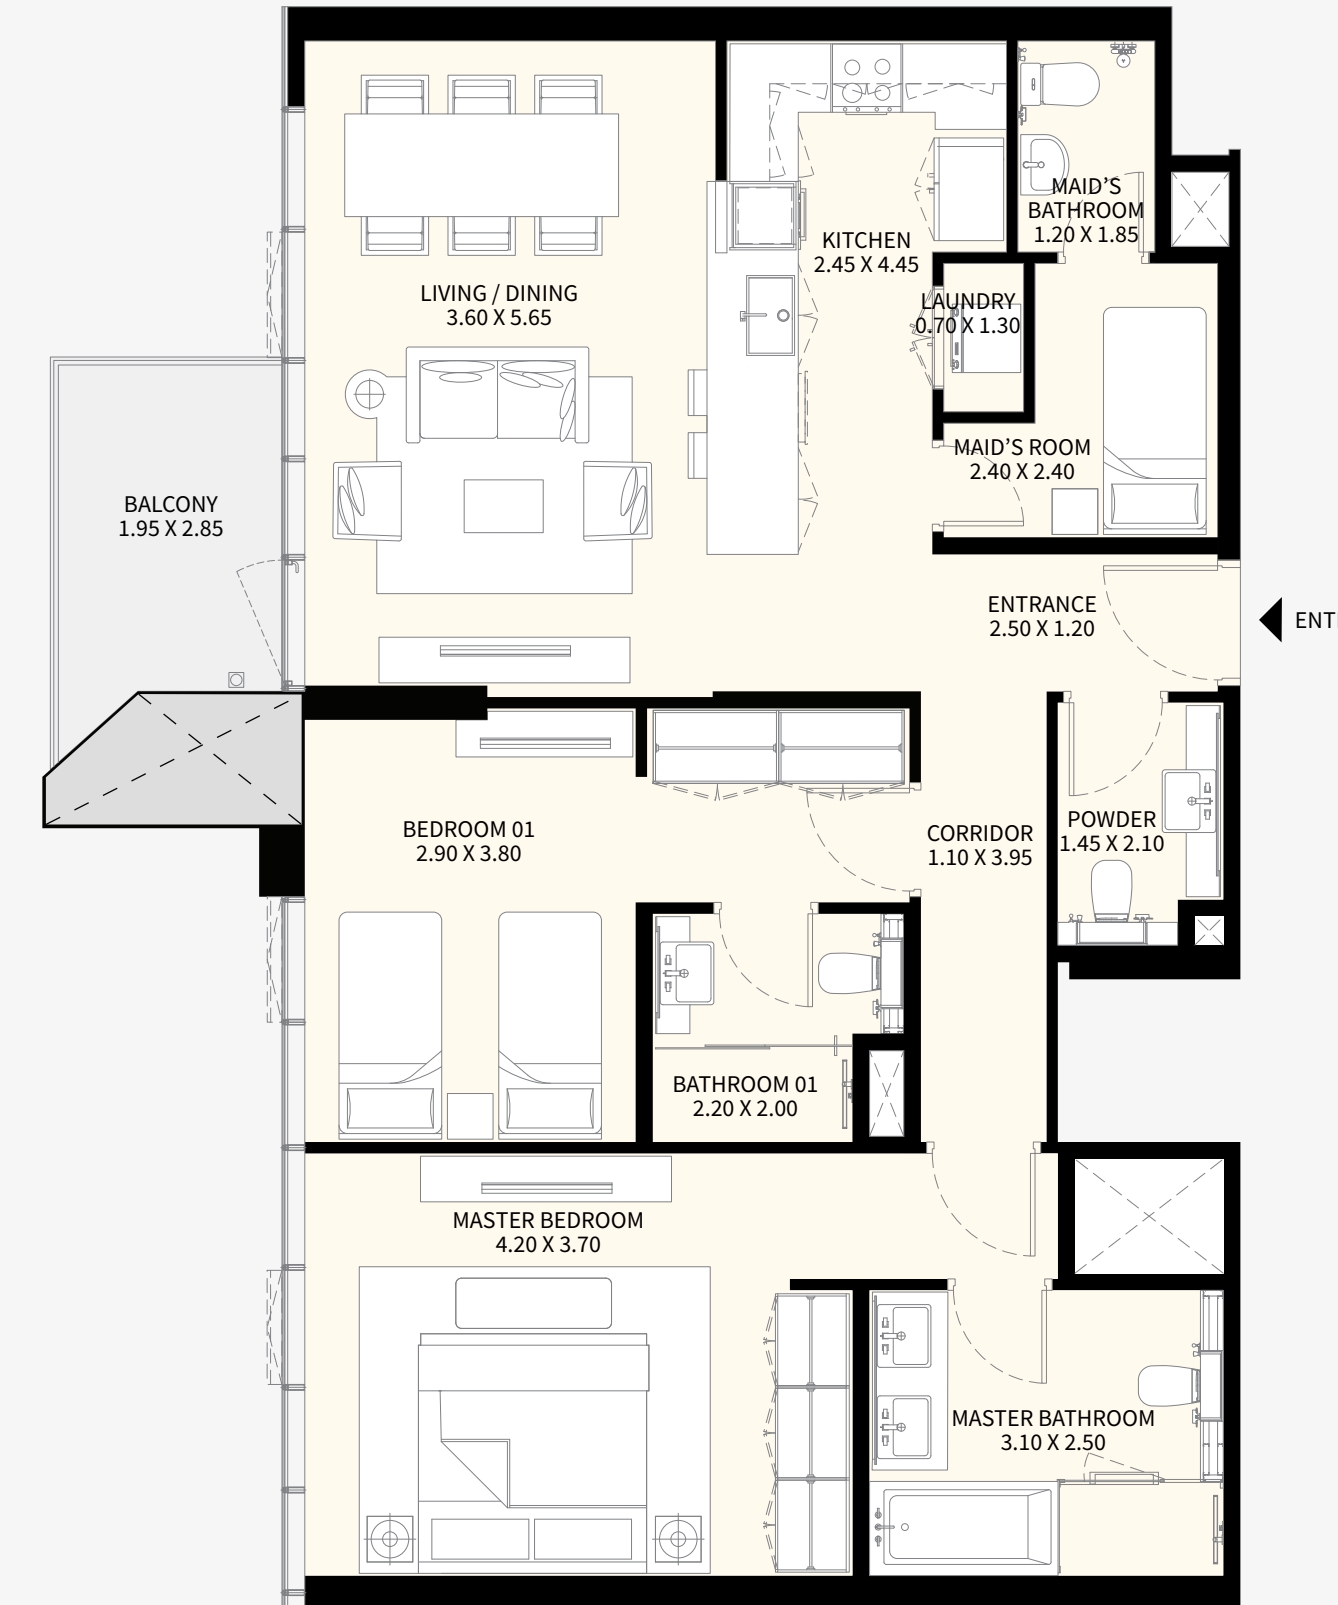 MAID'S
BATHROOM
1.20 X 1.85
KITCHEN
2.45 X 4.45
LIVING / DINING
3.60 X 5.65
LAUNDRY
0.70 X 1.30
MAID'S ROOM
2.40 X 2.40
BALCONY
1.95 X 2.85
ENTRANCE
2.50 X 1.20
ENT
BEDROOM 01
2.90 X 3.80
CORRIDOR
1.10 X 3.95
POWDER
1.45 X 2.10
BATHROOM 01
2.20 X 2.00
MASTER BEDROOM
4.20 X 3.70
MASTER BATHROOM
3.10 X 2.50